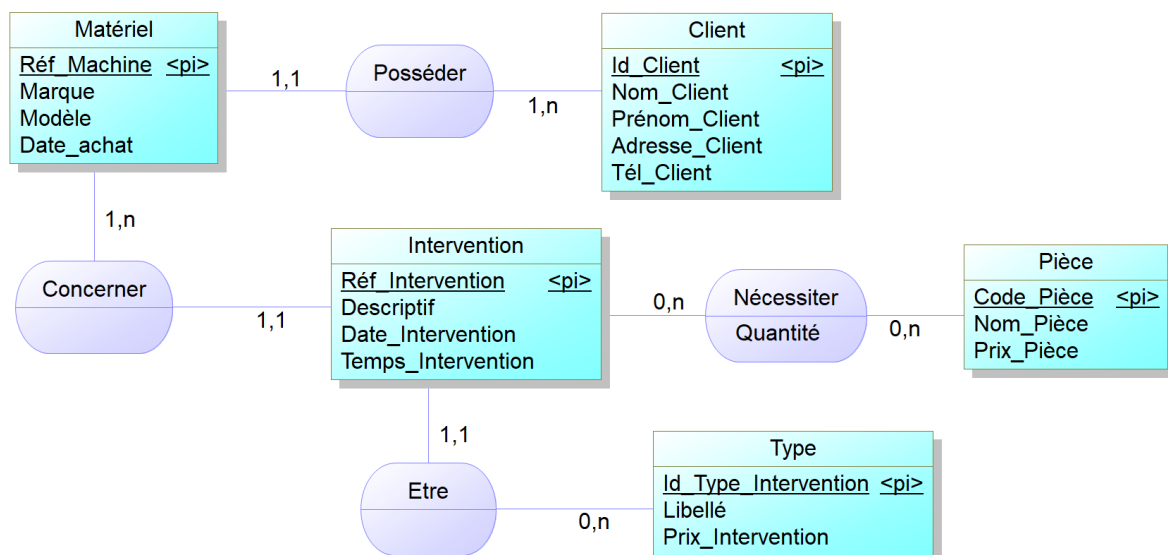 Matériel
Réf_Machine <pi>
Marque
Modèle
Date_achat
1,1
Posséder
1,n
Client
Id_Client <pi>
Nom_Client
Prénom_Client
Adresse_Client
Tél_Client
1,n
Concerner
1,1
Intervention
Réf_Intervention <pi>
Descriptif
Date_Intervention
Temps_Intervention
0,n
Nécessiter
Quantité
0,n
Pièce
Code_Pièce <pi>
Nom_Pièce
Prix_Pièce
1,1
Etre
0,n
Type
Id_Type_Intervention <pi>
Libellé
Prix_Intervention